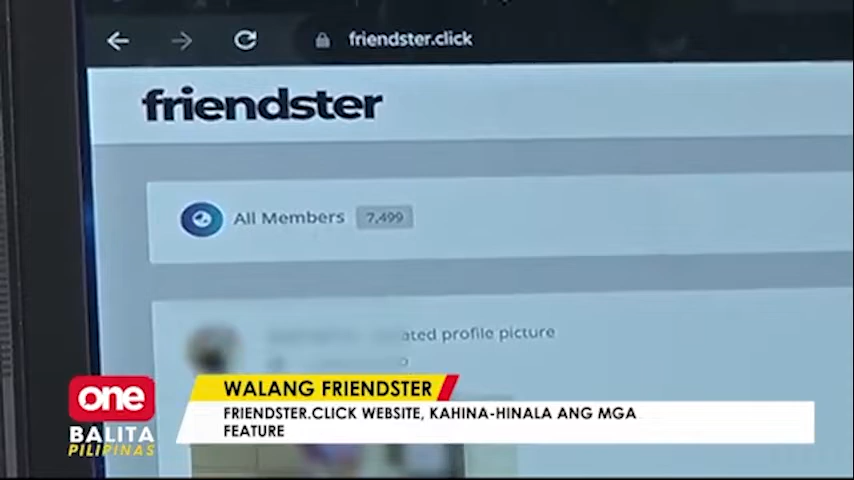 friendster.click
friendster
All Members 7,499
ated profile picture
one
BALITA
PILIPINAS
WALANG FRIENDSTER
FRIENDSTER.CLICK WEBSITE, KAHINA-HINALA ANG MGA
FEATURE